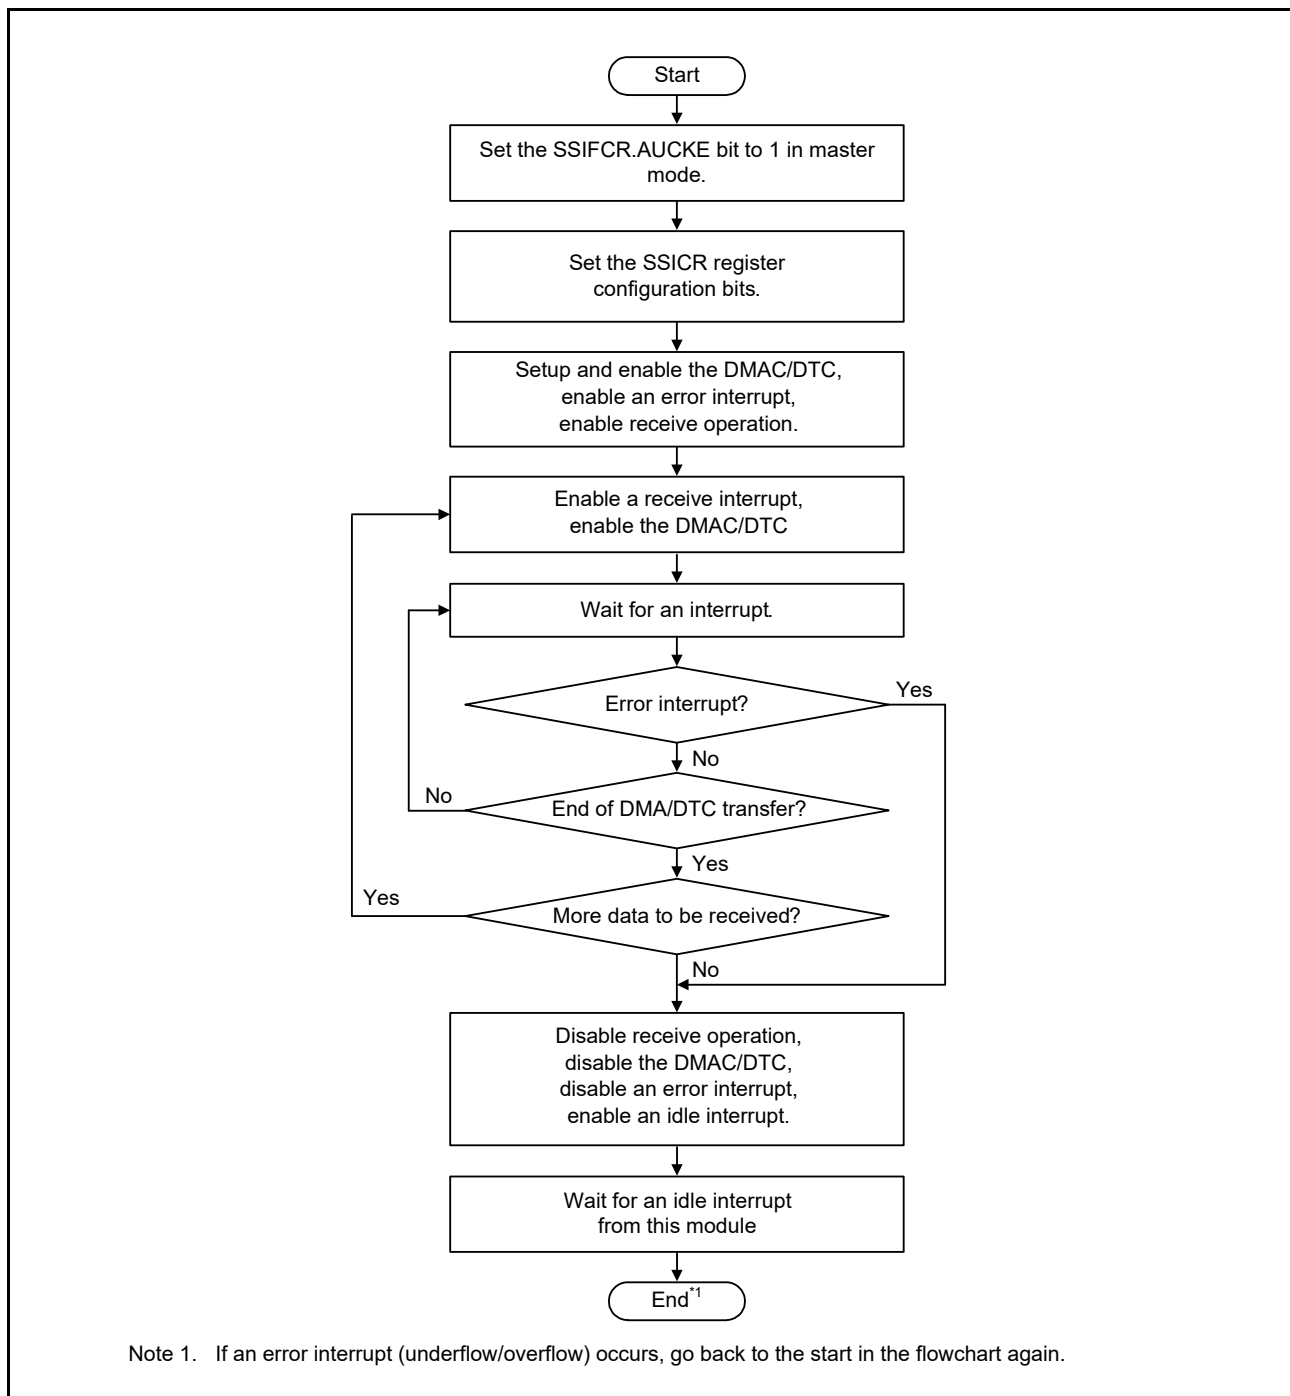 Start
Set the SSIFCR.AUCKE bit to 1 in master
mode.
Set the SSICR register
configuration bits.
Setup and enable the DMAC/DTC,
enable an error interrupt,
enable receive operation.
Enable a receive interrupt,
enable the DMAC/DTC
Wait for an interrupt.
Error interrupt?
Yes
No
End of DMA/DTC transfer?
No
Yes
More data to be received?
Yes
No
Disable receive operation,
disable the DMAC/DTC,
disable an error interrupt,
enable an idle interrupt.
Wait for an idle interrupt
from this module
End*1
Note 1. If an error interrupt (underflow/overflow) occurs, go back to the start in the flowchart again.